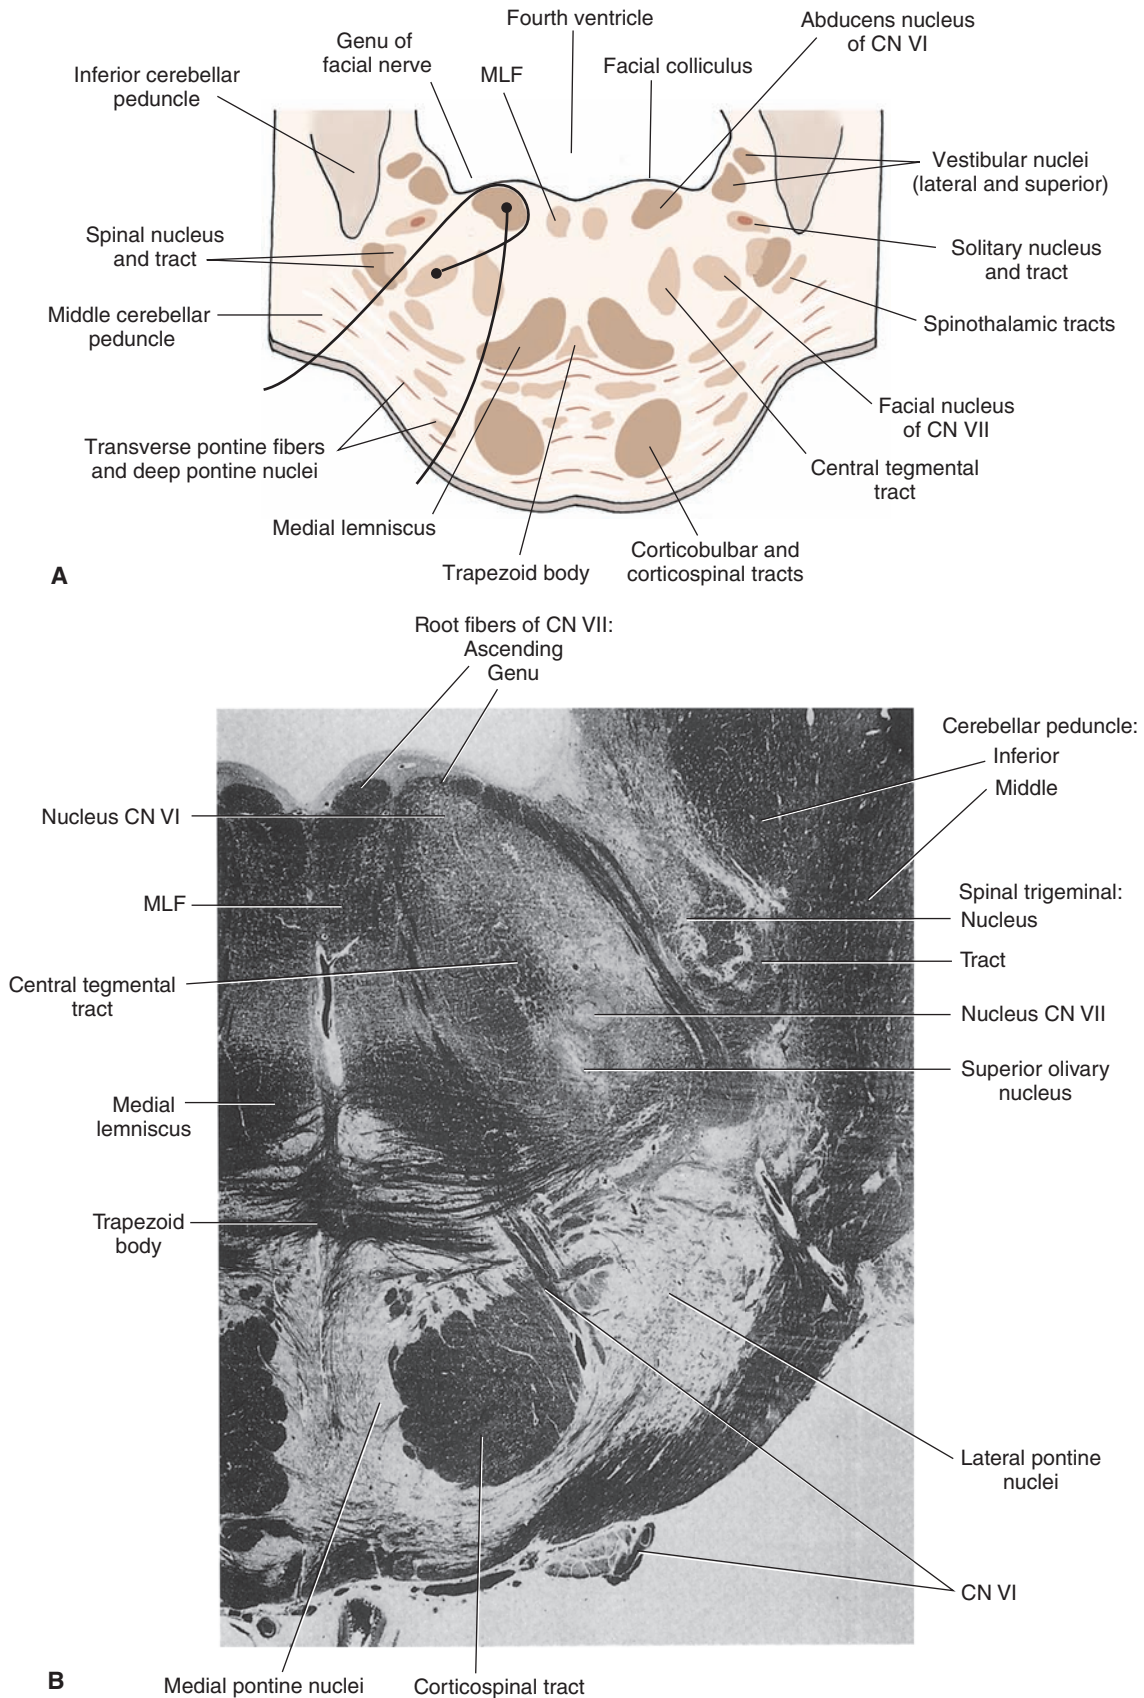 Fourth ventricle
Abducens nucleus
of CN VI
Genu of
facial nerve
MLF
Facial colliculus
Inferior cerebellar
peduncle
Vestibular nuclei
(lateral and superior)
Spinal nucleus
and tract
Solitary nucleus
and tract
Middle cerebellar
peduncle
Spinothalamic tracts
Facial nucleus
of CN VII
Transverse pontine fibers
and deep pontine nuclei
Central tegmental
tract
Medial lemniscus
Corticobulbar and
corticospinal tracts
Trapezoid body
A
Root fibers of CN VII:
Ascending
Genu
Cerebellar peduncle:
Inferior
Middle
Nucleus CN VI
Spinal trigeminal:
Nucleus
MLF
Tract
Central tegmental
tract
Nucleus CN VII
Superior olivary
nucleus
Medial
lemniscus
Trapezoid
body
Lateral pontine
nuclei
CN VI
B
Medial pontine nuclei
Corticospinal tract